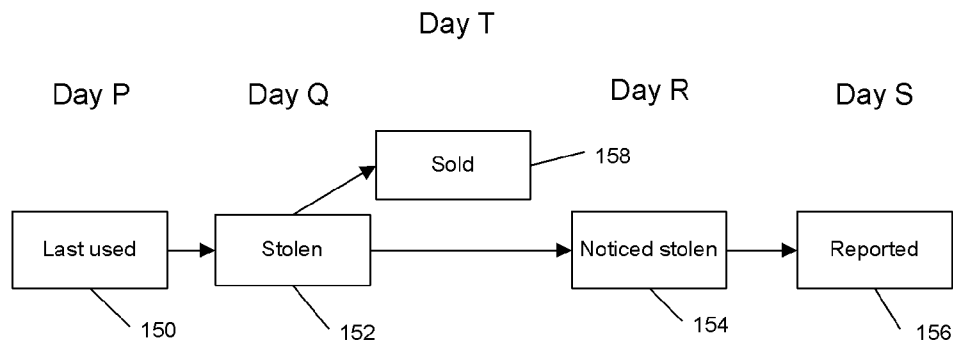 Day T
Day P
Day Q
Day R
Day S
Sold
158
Last used
Stolen
Noticed stolen
Reported
150
152
154
156